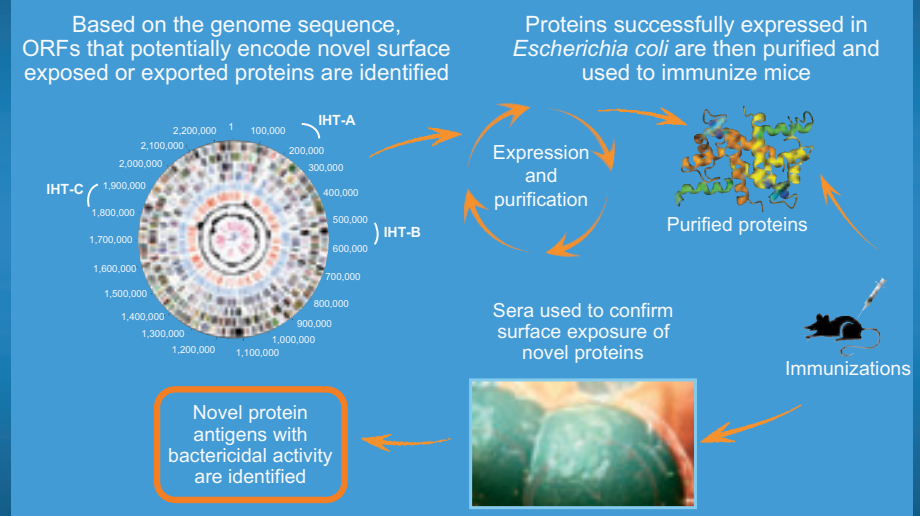 Based on the genome sequence,
ORFs that potentially encode novel surface
exposed or exported proteins are identified
Proteins successfully expressed in
Escherichia coli are then purified and
used to immunize mice
IHT-A
2,200,000
1
100,000
2,100,000
200,000
2,000,000
300,000
IHT-C
1,900,000
400,000
1,800,000
500,000
IHT-B
1,700,000
600,000
1,600,000
700,000
1,500,000
800,000
1,400,000
900,000
1,300,000
1,000,000
1,200,000
1,100,000
Expression
and
purification
Purified proteins
Immunizations
Sera used to confirm
surface exposure of
novel proteins
Novel protein
antigens with
bactericidal activity
are identified